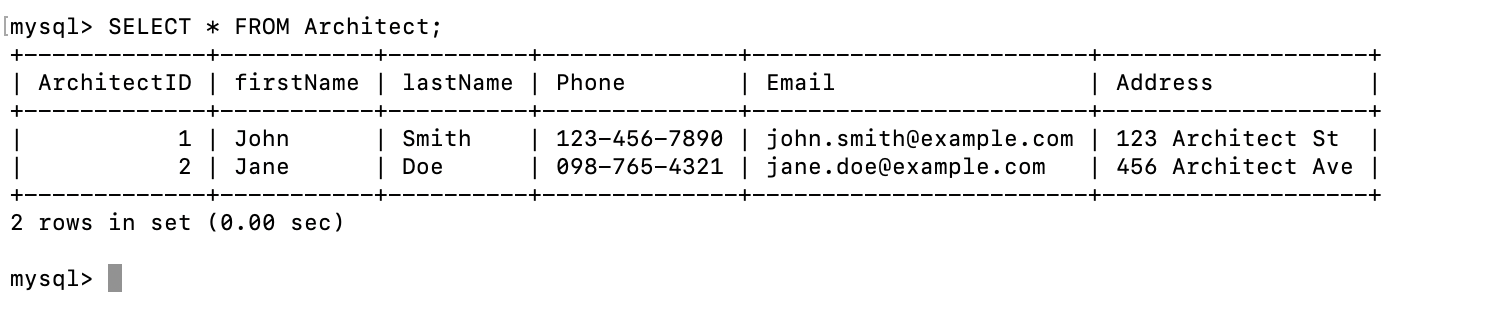 [mysql> SELECT * FROM Architect;
+-------------+-----------+----------+--------------+------------------------+-------------------+
| ArchitectID | firstName | lastName | Phone        | Email                  | Address           |
+-------------+-----------+----------+--------------+------------------------+-------------------+
|           1 | John      | Smith    | 123-456-7890 | john.smith@example.com | 123 Architect St  |
|           2 | Jane      | Doe      | 098-765-4321 | jane.doe@example.com   | 456 Architect Ave |
+-------------+-----------+----------+--------------+------------------------+-------------------+
2 rows in set (0.00 sec)
mysql>